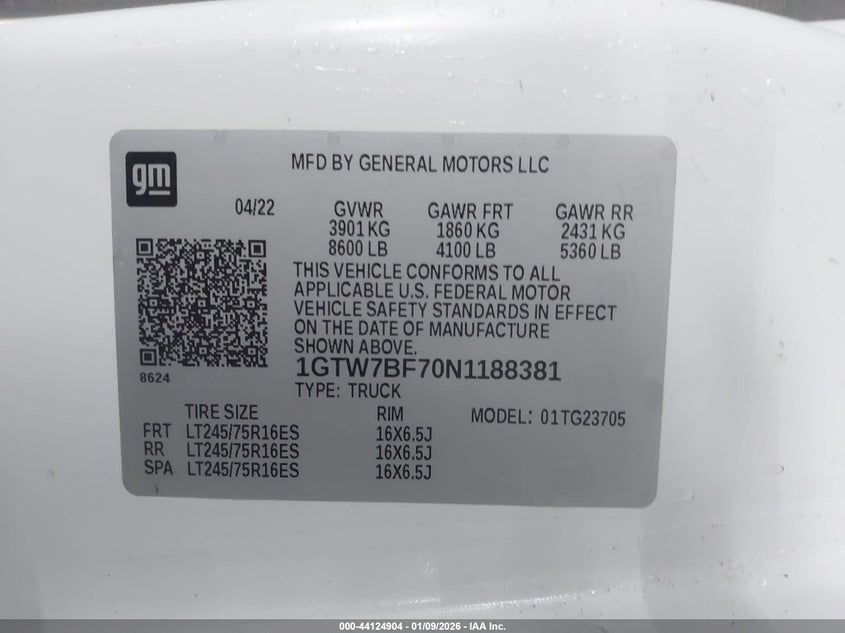 gm
MFD BY GENERAL MOTORS LLC
04/22 GVWR GAWR FRT GAWR RR
3901 KG 1860 KG 2431 KG
8600 LB 4100 LB 5360 LB
THIS VEHICLE CONFORMS TO ALL
APPLICABLE U.S. FEDERAL MOTOR
VEHICLE SAFETY STANDARDS IN EFFECT
ON THE DATE OF MANUFACTURE
SHOWN ABOVE.
1GTW7BF70N1188381
8624
TYPE: TRUCK
TIRE SIZE RIM MODEL: 01TG23705
FRT LT245/75R16ES 16X6.5J
RR LT245/75R16ES 16X6.5J
SPA LT245/75R16ES 16X6.5J
000-44124904 - 01/09/2026 - IAA Inc.